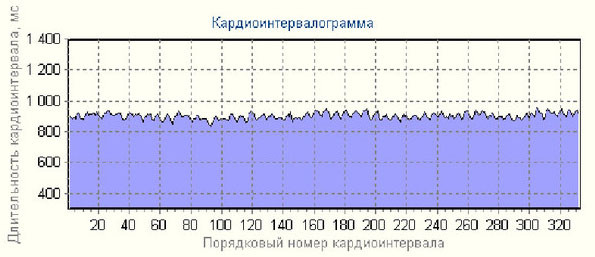 Кардиоинтервалограмма
Длительность кардиоинтервала, мс
1 400
1 200
1 000
800
600
400
20 40 60 80 100 120 140 160 180 200 220 240 260 280 300 320
Порядковый номер кардиоинтервала